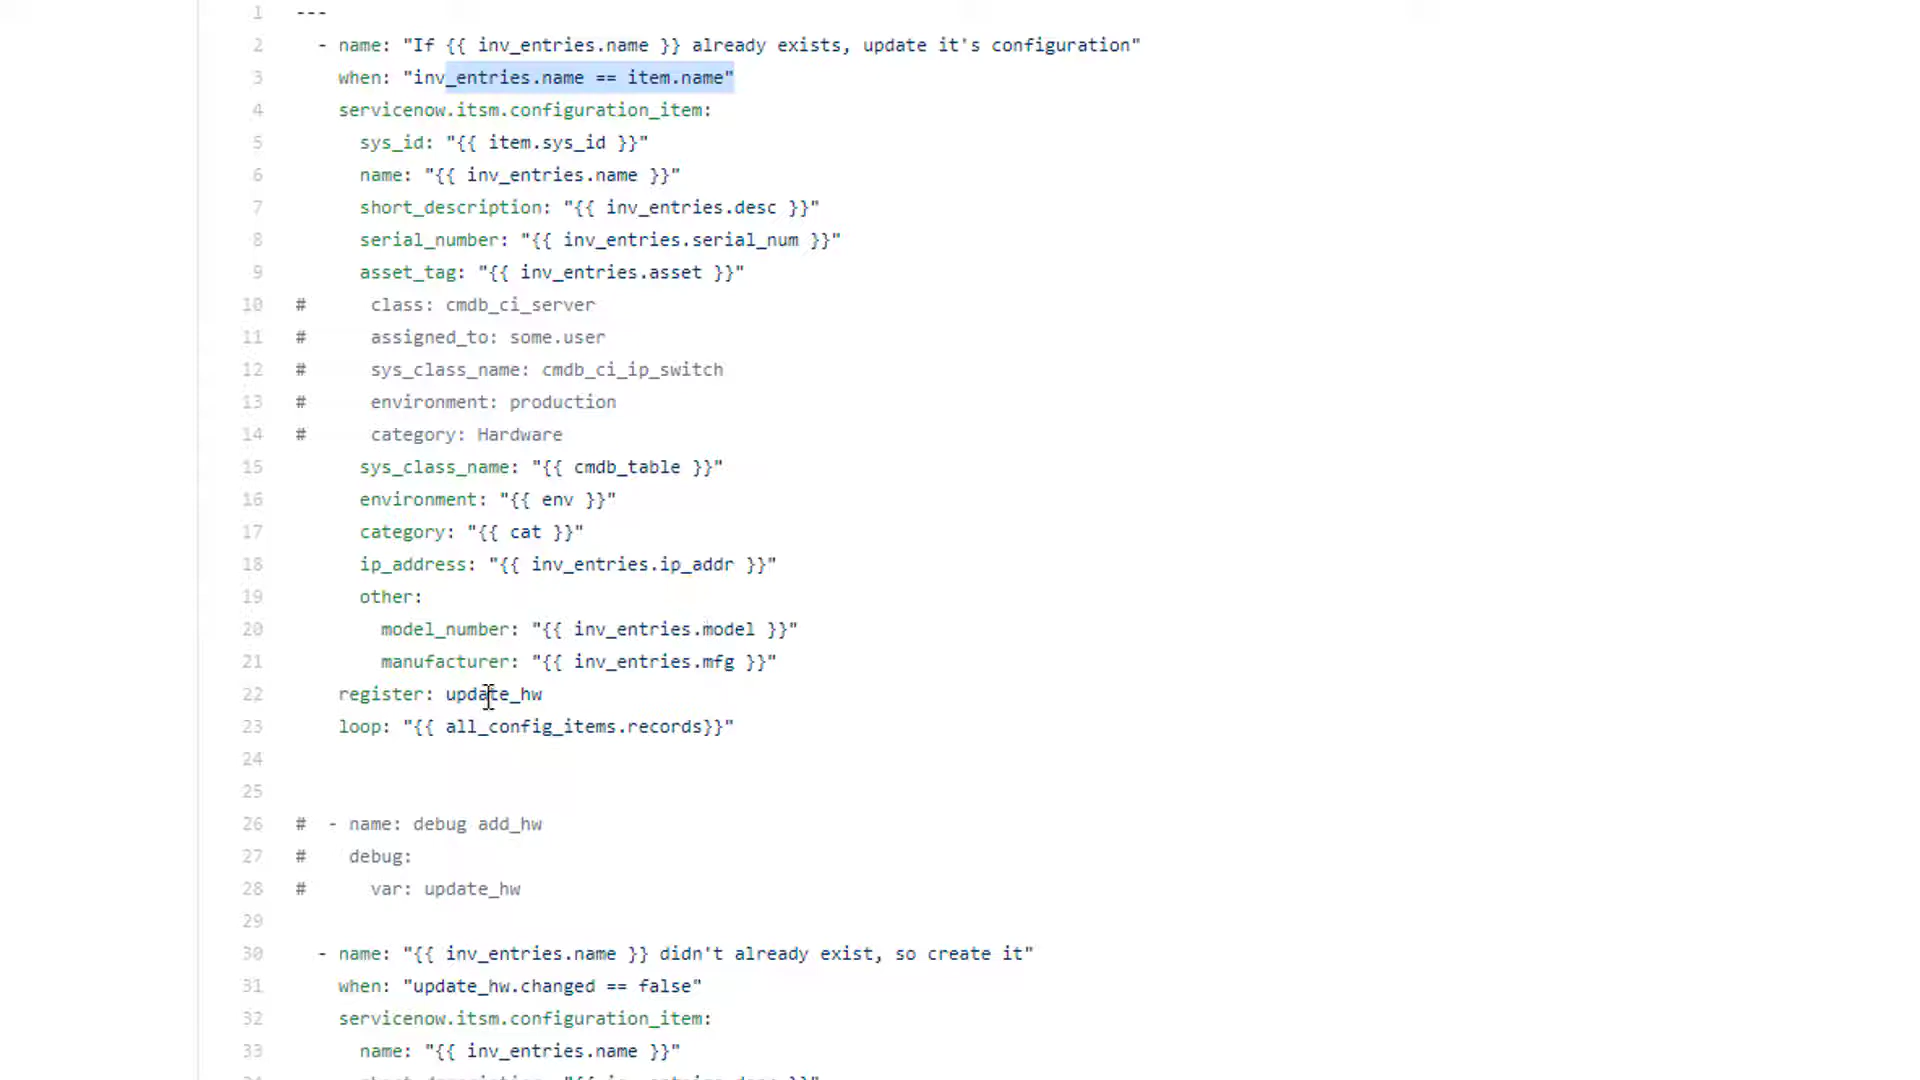 1 ---
2 - name: "If {{ inv_entries.name }} already exists, update it's configuration"
3 when: "inv_entries.name == item.name"
4 servicenow.itsm.configuration_item:
5 sys_id: "{{ item.sys_id }}"
6 name: "{{ inv_entries.name }}"
7 short_description: "{{ inv_entries.desc }}"
8 serial_number: "{{ inv_entries.serial_num }}"
9 asset_tag: "{{ inv_entries.asset }}"
10 # class: cmdb_ci_server
11 # assigned_to: some.user
12 # sys_class_name: cmdb_ci_ip_switch
13 # environment: production
14 # category: Hardware
15 sys_class_name: "{{ cmdb_table }}"
16 environment: "{{ env }}"
17 category: "{{ cat }}"
18 ip_address: "{{ inv_entries.ip_addr }}"
19 other:
20 model_number: "{{ inv_entries.model }}"
21 manufacturer: "{{ inv_entries.mfg }}"
22 register: update_hw
23 loop: "{{ all_config_items.records}}"
24
25
26 # - name: debug add_hw
27 # debug:
28 # var: update_hw
29
30 - name: "{{ inv_entries.name }} didn't already exist, so create it"
31 when: "update_hw.changed == false"
32 servicenow.itsm.configuration_item:
33 name: "{{ inv_entries.name }}"